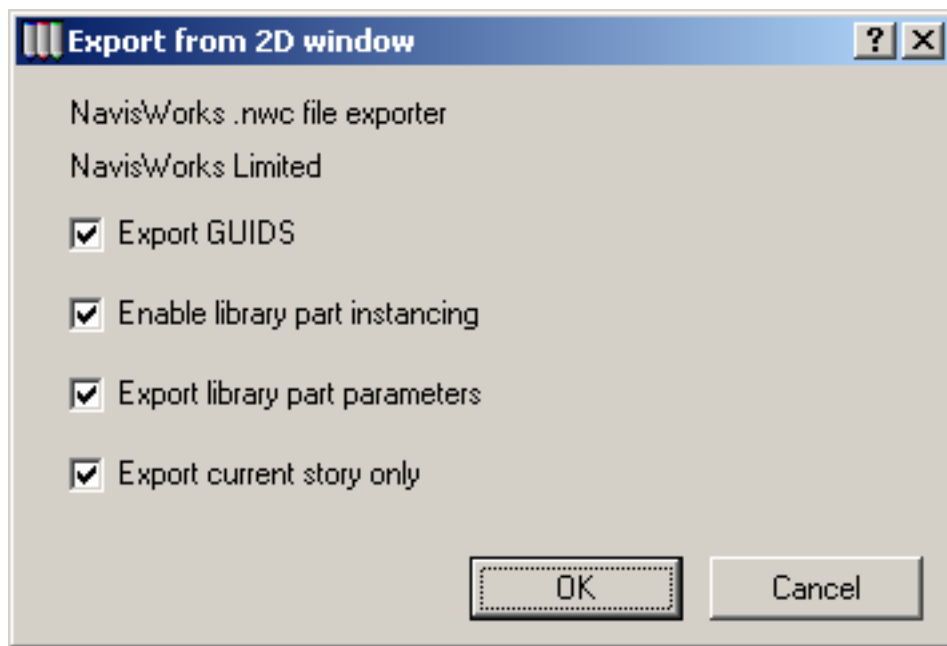 Export from 2D window
NavisWorks .nwc file exporter
NavisWorks Limited
Export GUIDS
Enable library part instancing
Export library part parameters
Export current story only
OK Cancel